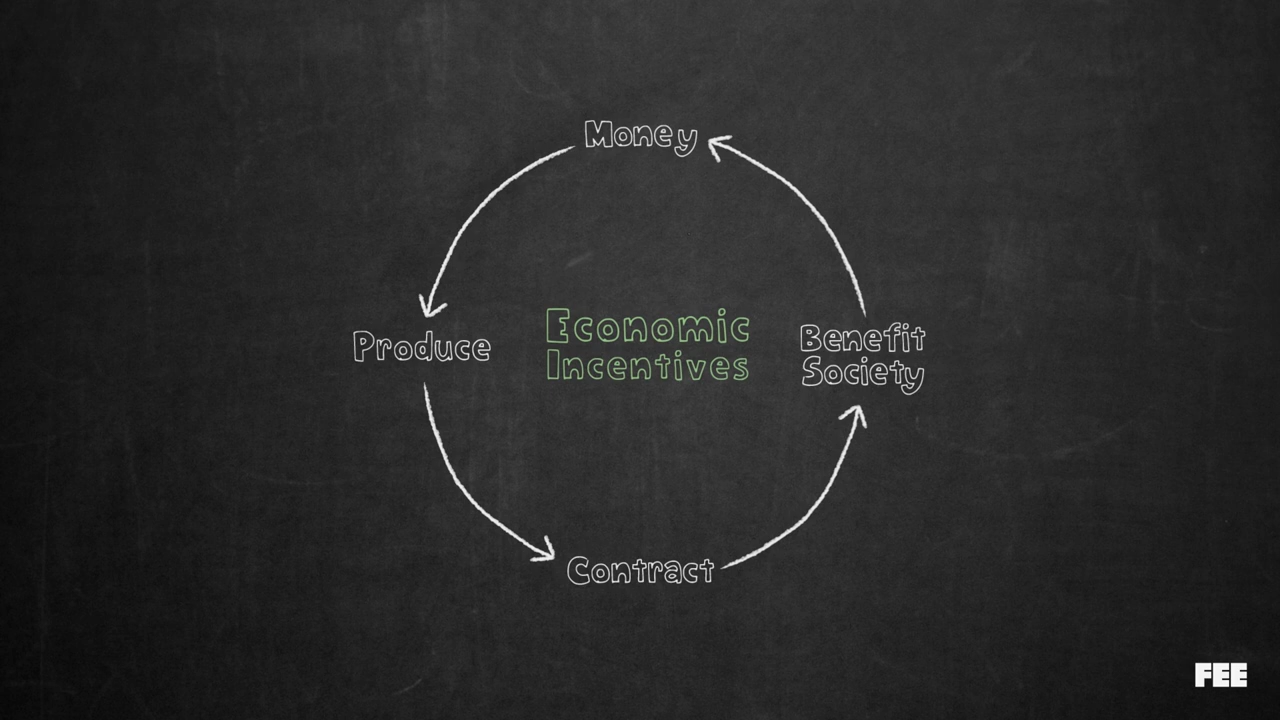 Money
Produce
Economic
Incentives
Benefit
Society
Contract
FEE